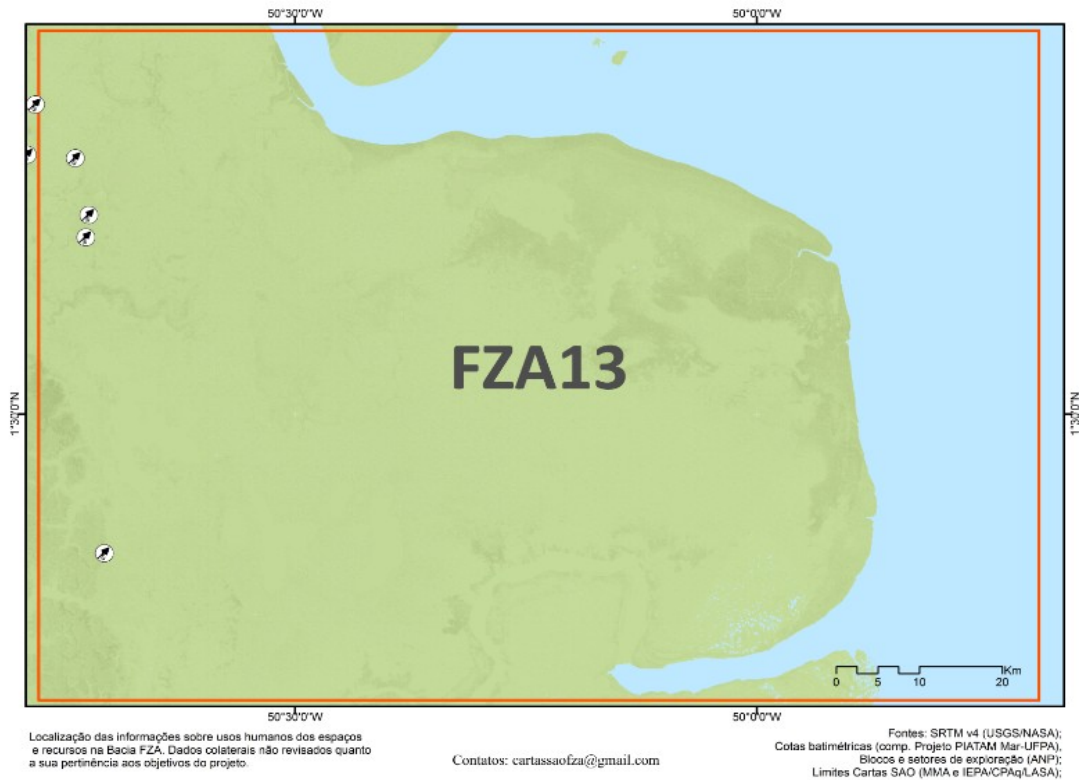 50°30'0"W
50°0'0"W
1°30'0"N
FZA13
1°30'0"N
Km
0 5 10 20
50°30'0"W
50°0'0"W
Localização das informações sobre usos humanos dos espaços
e recursos na Bacia FZA. Dados colaterais não revisados quanto
a sua pertinência aos objetivos do projeto.
Contatos: cartassaofza@gmail.com
Fontes: SRTM v4 (USGS/NASA);
Cotas batimétricas (comp. Projeto PIATAM Mar-UFPA),
Blocos e setores de exploração (ANP);
Limites Cartas SAO (MMA e IEPA/CPAq/LASA);